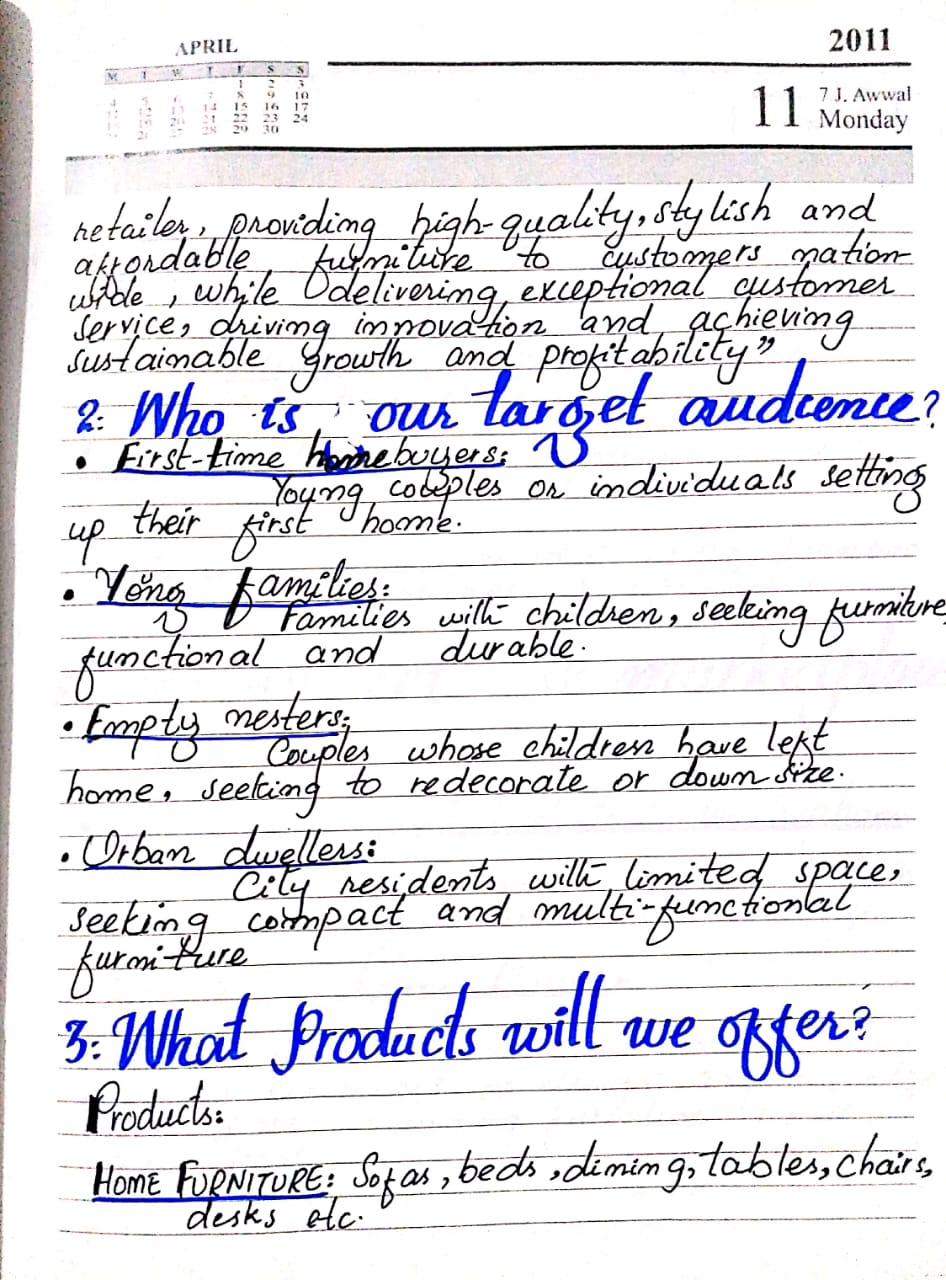 APRIL
2011
M T W T F S S
1 2 3
4 5 6 7 8 9 10
11 12 13 14 15 16 17
18 19 20 21 22 23 24
25 26 27 28 29 30
11 7 J. Awwal
Monday
retailer, providing high-quality, stylish and
affordable furniture to customers nation-
wide, while delivering exceptional customer
service, driving innovation and achieving
sustainable growth and profitability”
2: Who is our target audience?
• First-time homebuyers:
Young couples or individuals setting
up their first home.
• Young families:
Families with children, seeking furniture
functional and durable.
• Empty nesters:
Couples whose children have left
home, seeking to redecorate or down size.
• Urban dwellers:
City residents with limited space,
seeking compact and multi-functional
furniture
3: What Products will we offer?
Products:
HOME FURNITURE: Sofas, beds, dining, tables, chairs,
desks etc.